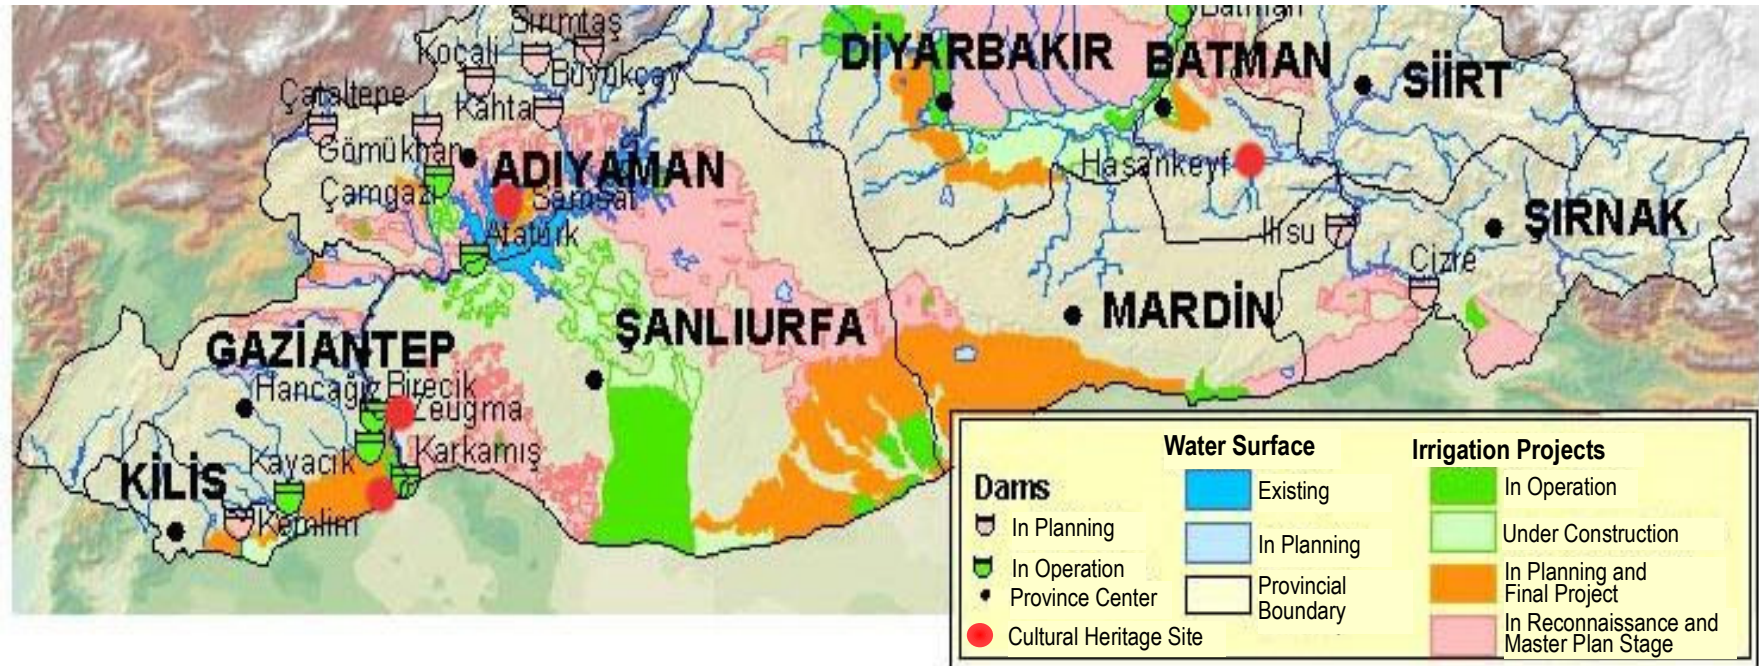 Sırımtaş
Batman
Koçali
DİYARBAKIR
BATMAN
SİİRT
Büyükçay
Çataltepe
Kahta
Gömükhan
ADIYAMAN
Hasankeyf
Çamgazi
Samsat
ŞIRNAK
Atatürk
Ilısu
Cizre
MARDİN
ŞANLIURFA
GAZİANTEP
Hancağız
Birecik
Zeugma
Karkamış
Kayacık
KİLİS
Kemlim
Dams
In Planning
In Operation
Province Center
Cultural Heritage Site
Water Surface
Existing
In Planning
Provincial
Boundary
Irrigation Projects
In Operation
Under Construction
In Planning and
Final Project
In Reconnaissance and
Master Plan Stage